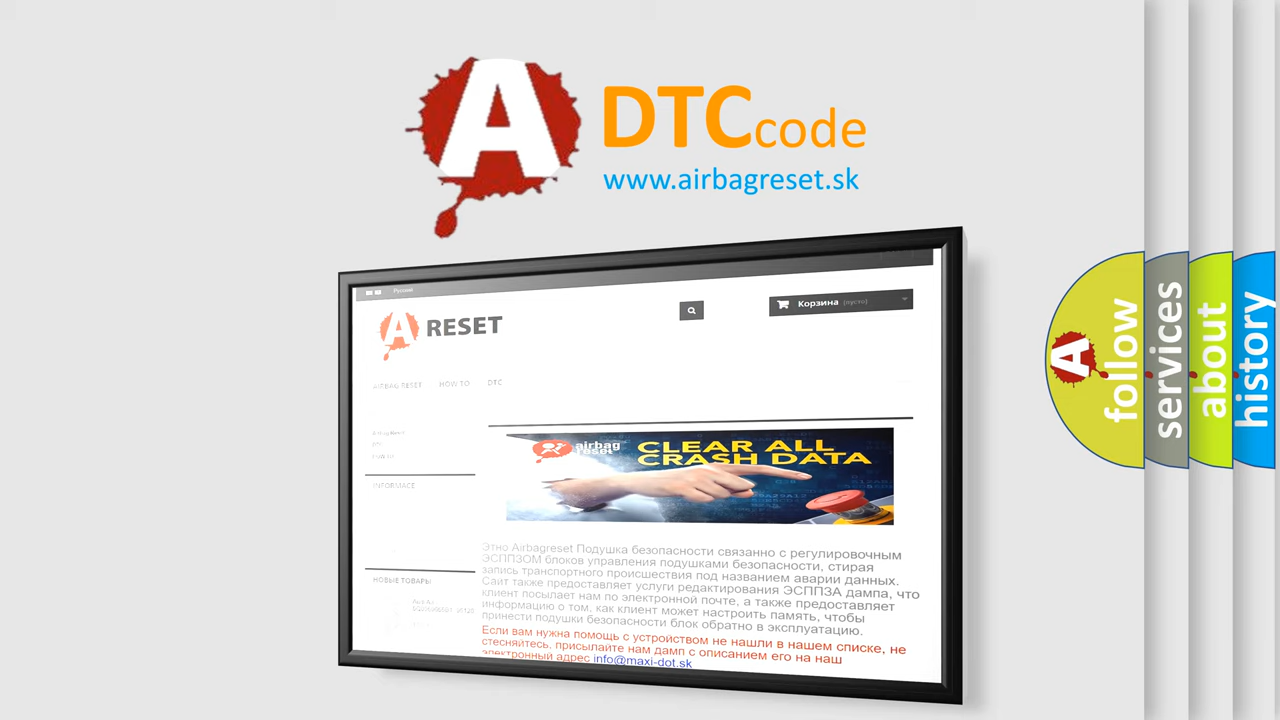 A
DTCcode
www.airbagreset.sk
Русский
A RESET
Корзина (пусто)
AIRBAG RESET HOW TO DTC
INFORMACE
НОВЫЕ ТОВАРЫ
airbag
reset
CLEAR ALL
CRASH DATA
Этно Airbagreset Подушка безопасности связанно с регулировочным
ЭСППЗОМ блоков управления подушками безопасности, стирая
запись транспортного происшествия под названием аварии данных.
Сайт также предоставляет услуги редактирования ЭСППЗА дампа, что
клиент посылает нам по электронной почте, а также предоставляет
информацию о том, как клиент может настроить память, чтобы
принести подушки безопасности блок обратно в эксплуатацию.
Если вам нужна помощь с устройством не нашли в нашем списке, не
стесняйтесь, присылайте нам дамп с описанием его на наш
электронный адрес info@maxi-dot.sk
A
follow
services
about
history